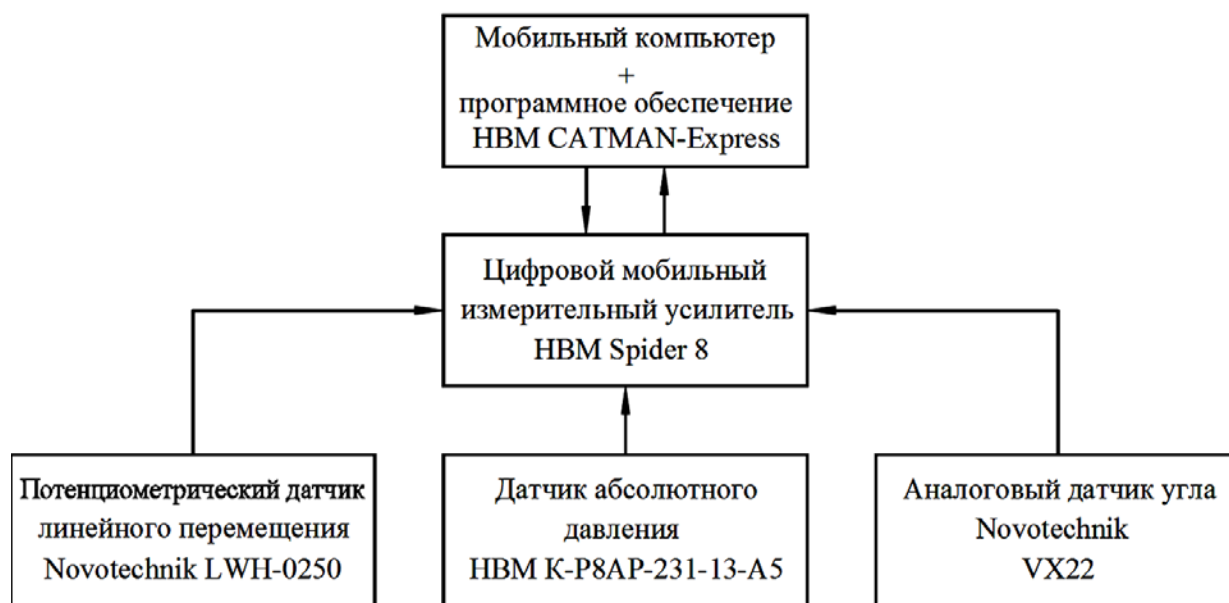 Мобильный компьютер
+
программное обеспечение
HBM CATMAN-Express
Цифровой мобильный
измерительный усилитель
HBM Spider 8
Потенциометрический датчик
линейного перемещения
Novotechnik LWH-0250
Датчик абсолютного
давления
HBM К-P8AP-231-13-А5
Аналоговый датчик угла
Novotechnik
VX22